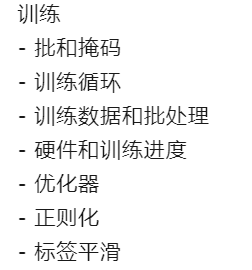 训练
- 批和掩码
- 训练循环
- 训练数据和批处理
- 硬件和训练进度
- 优化器
- 正则化
- 标签平滑